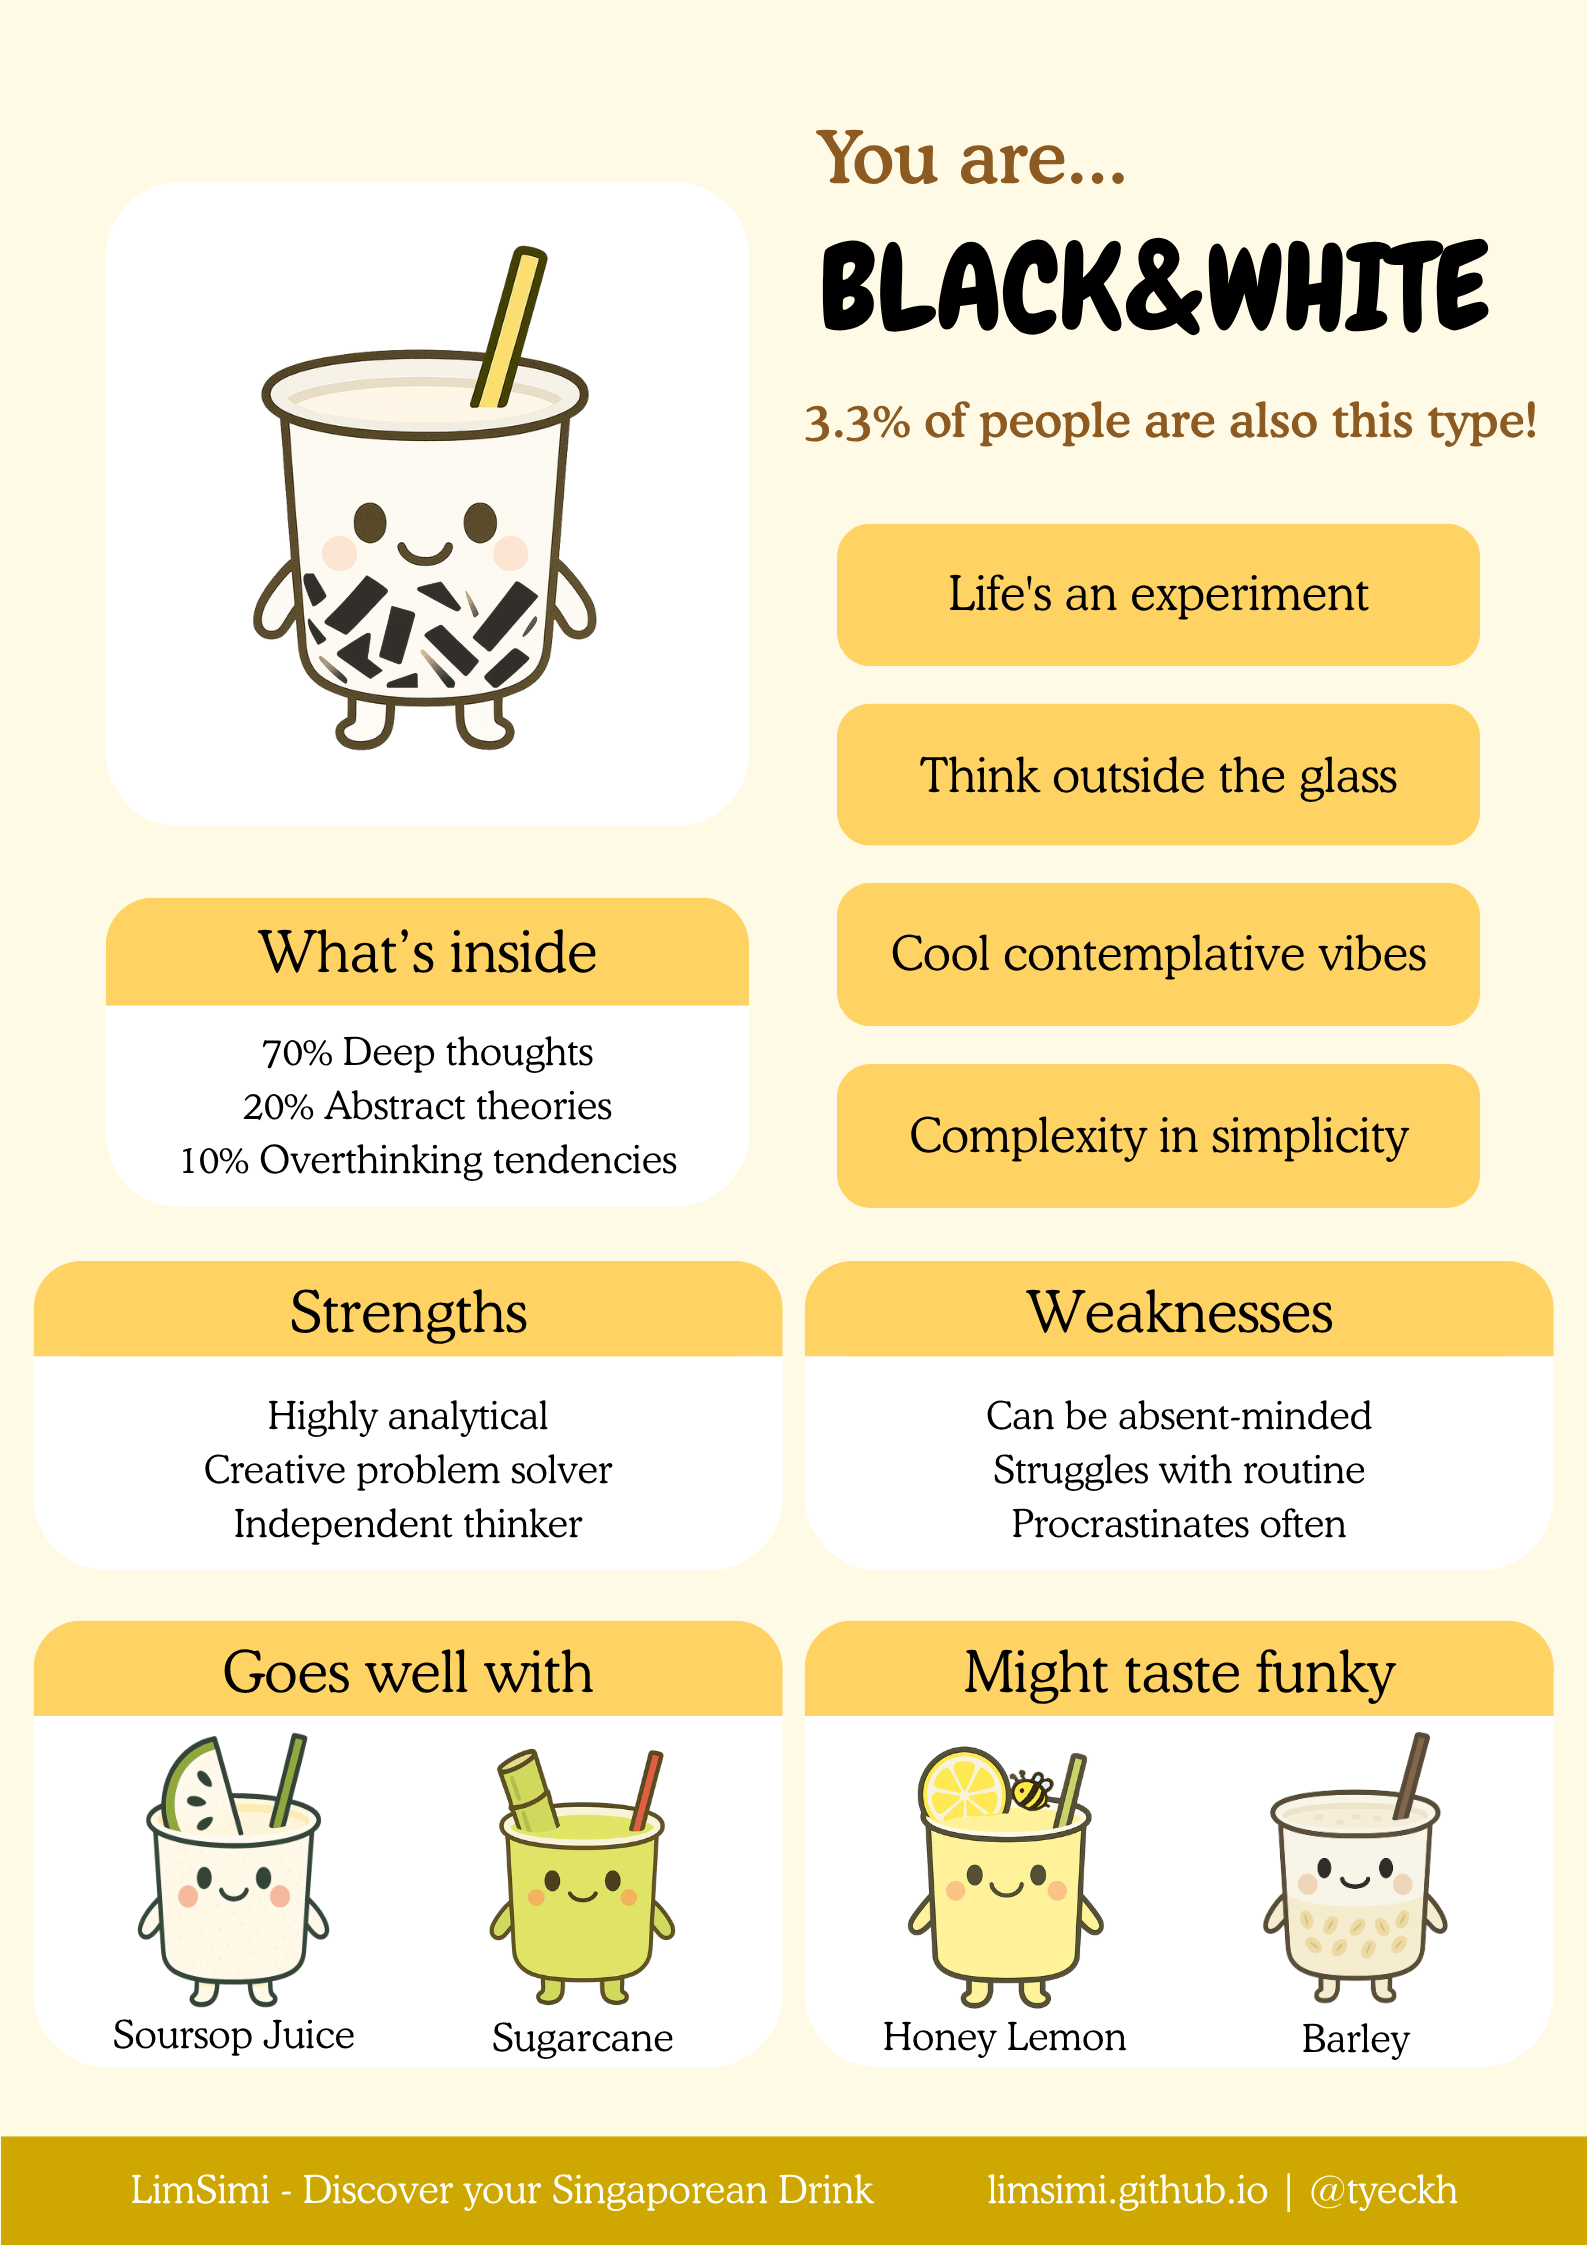 You are...
BLACK&WHITE
3.3% of people are also this type!
Life's an experiment
Think outside the glass
Cool contemplative vibes
Complexity in simplicity
What’s inside
70% Deep thoughts
20% Abstract theories
10% Overthinking tendencies
Strengths
Highly analytical
Creative problem solver
Independent thinker
Weaknesses
Can be absent-minded
Struggles with routine
Procrastinates often
Goes well with
Soursop Juice
Sugarcane
Might taste funky
Honey Lemon
Barley
LimSimi - Discover your Singaporean Drink
limsimi.github.io | @tyeckh